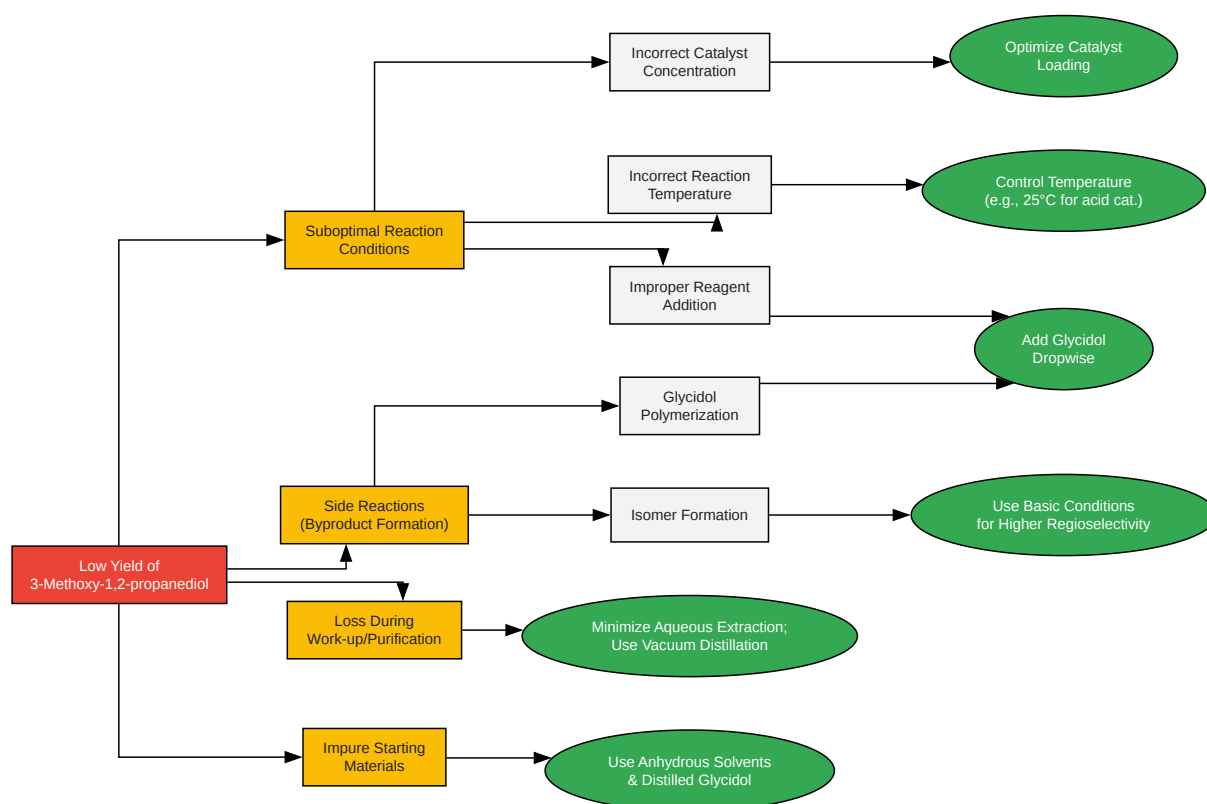 Incorrect Catalyst
Concentration
Optimize Catalyst
Loading
Incorrect Reaction
Temperature
Control Temperature
(e.g., 25°C for acid cat.)
Suboptimal Reaction
Conditions
Improper Reagent
Addition
Add Glycidol
Dropwise
Glycidol
Polymerization
Side Reactions
(Byproduct Formation)
Isomer Formation
Use Basic Conditions
for Higher Regioselectivity
Low Yield of
3-Methoxy-1,2-propanediol
Loss During
Work-up/Purification
Minimize Aqueous Extraction;
Use Vacuum Distillation
Impure Starting
Materials
Use Anhydrous Solvents
& Distilled Glycidol